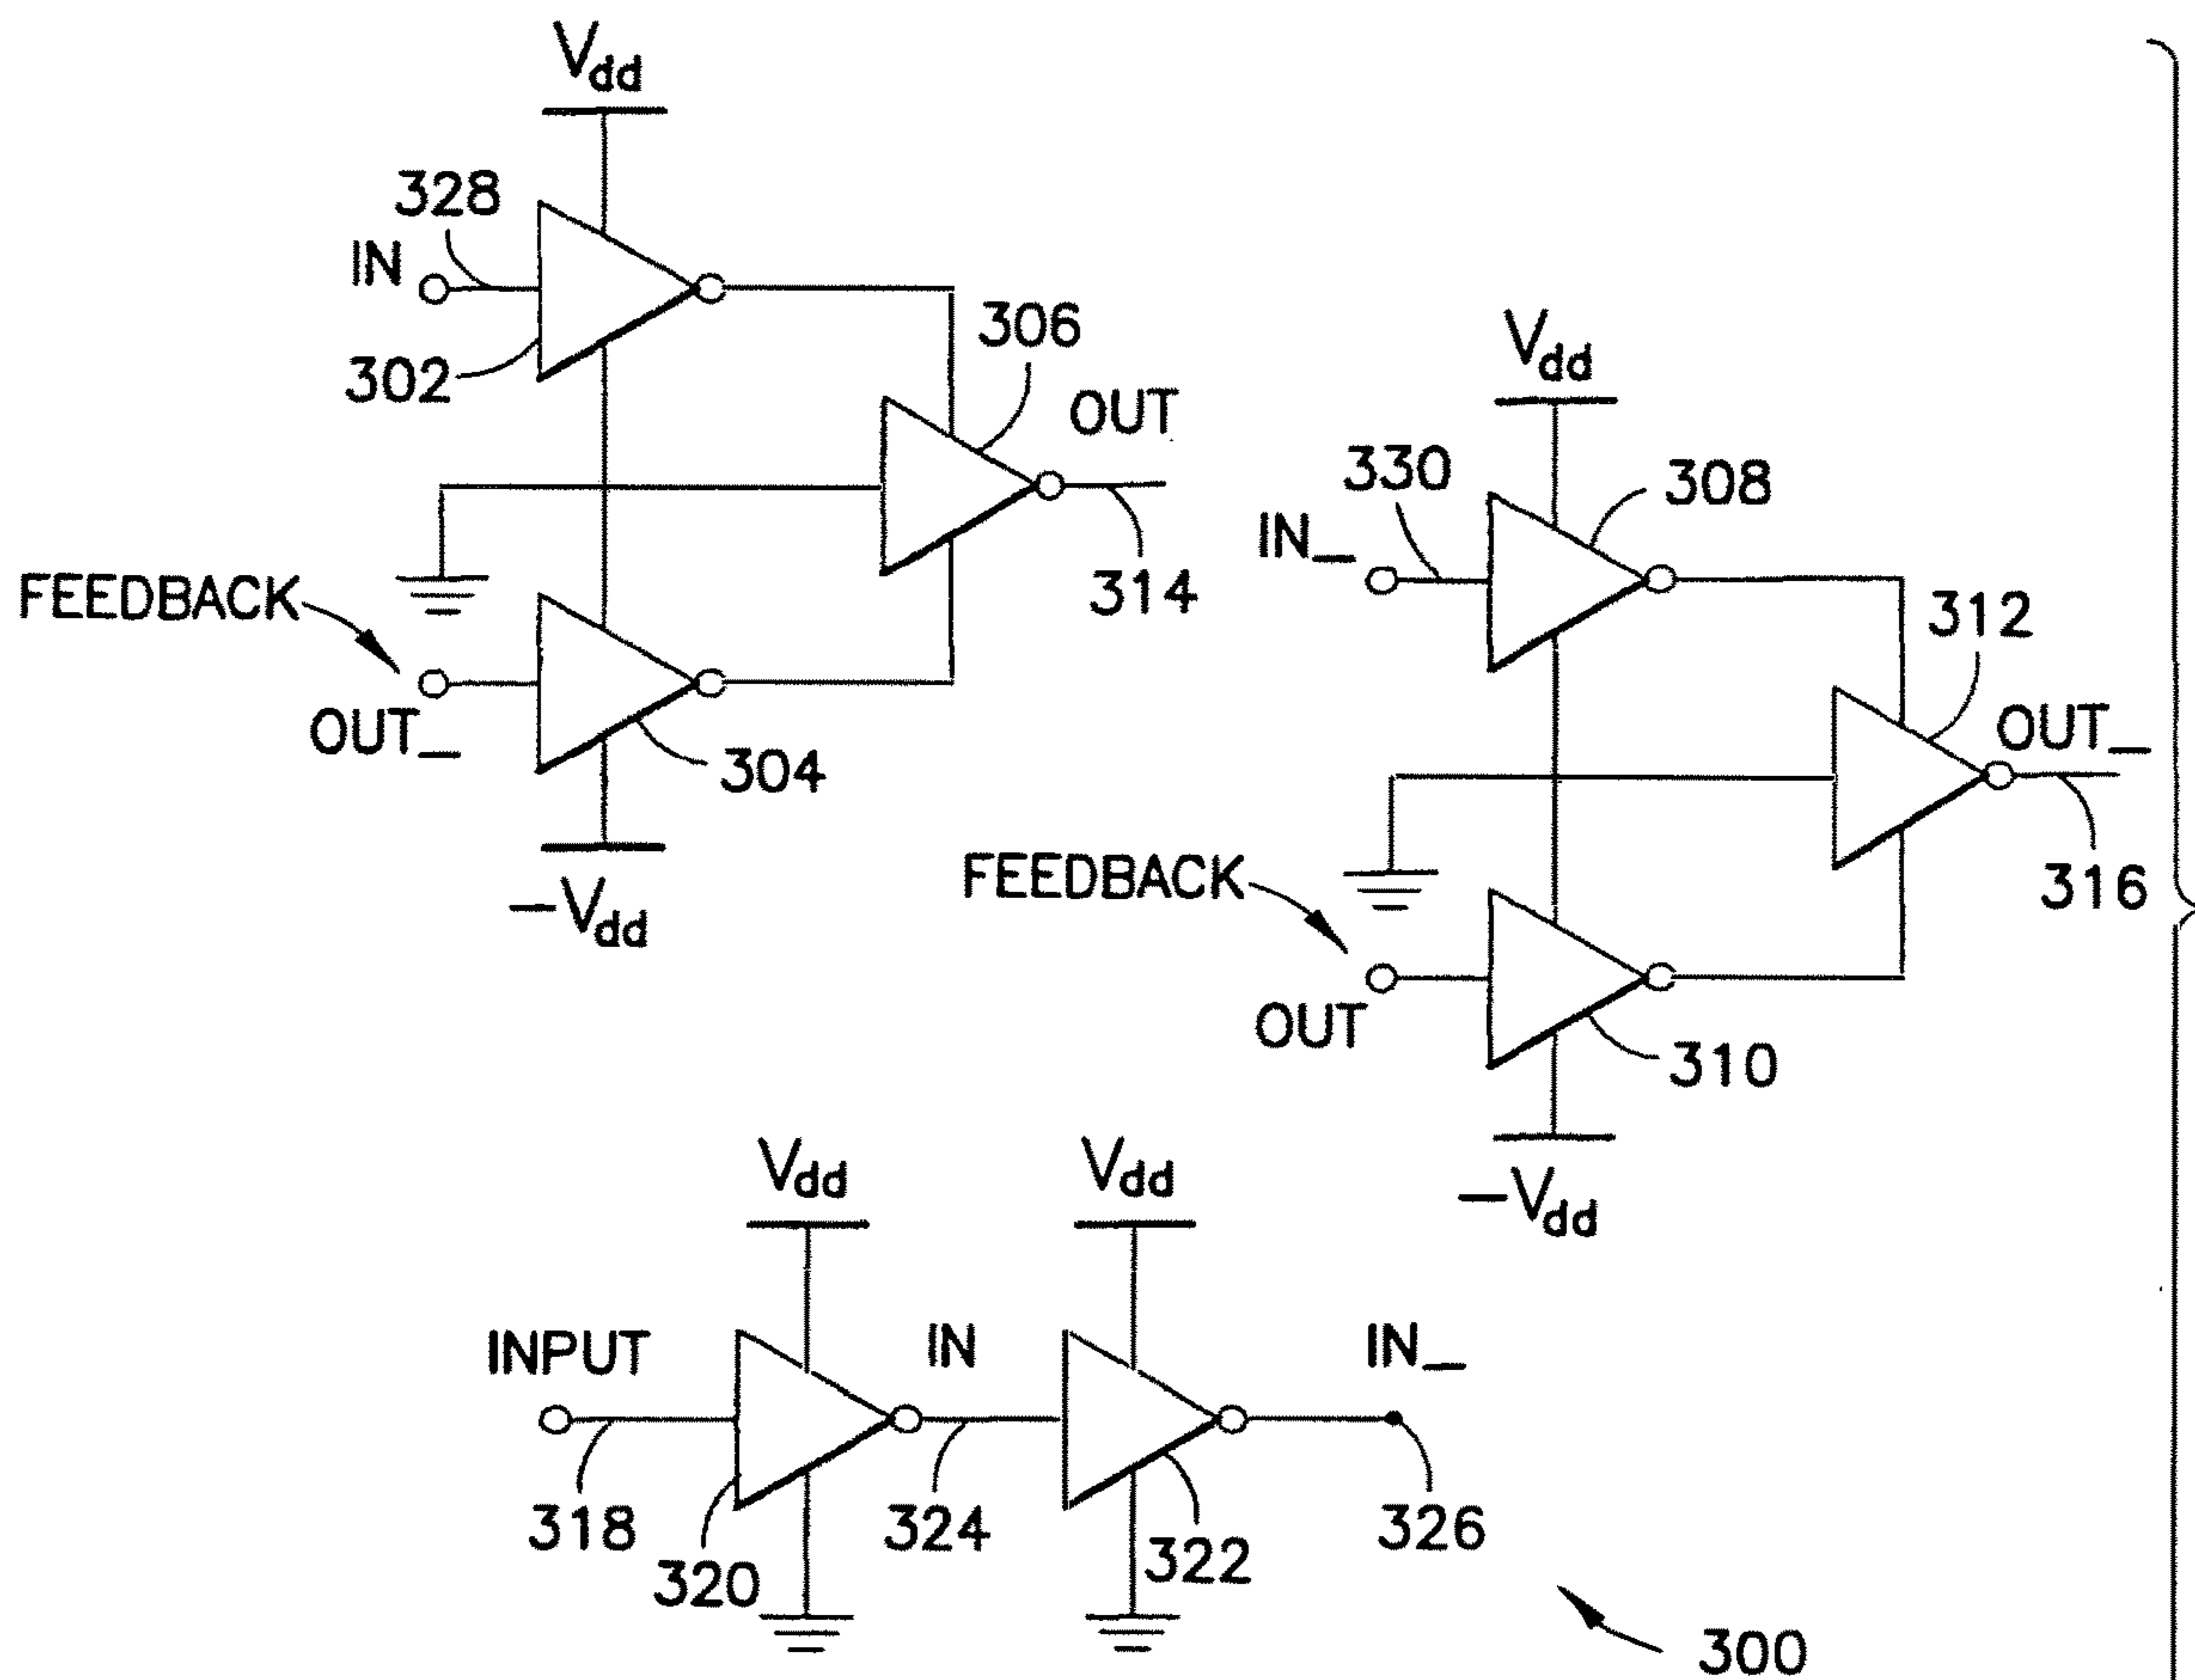 Vdd
328
IN
302
306
OUT
314
FEEDBACK
OUT_
304
−Vdd
Vdd
330
308
IN_
312
OUT_
316
FEEDBACK
OUT
310
−Vdd
Vdd
Vdd
INPUT
IN
IN_
318
320
324
322
326
300